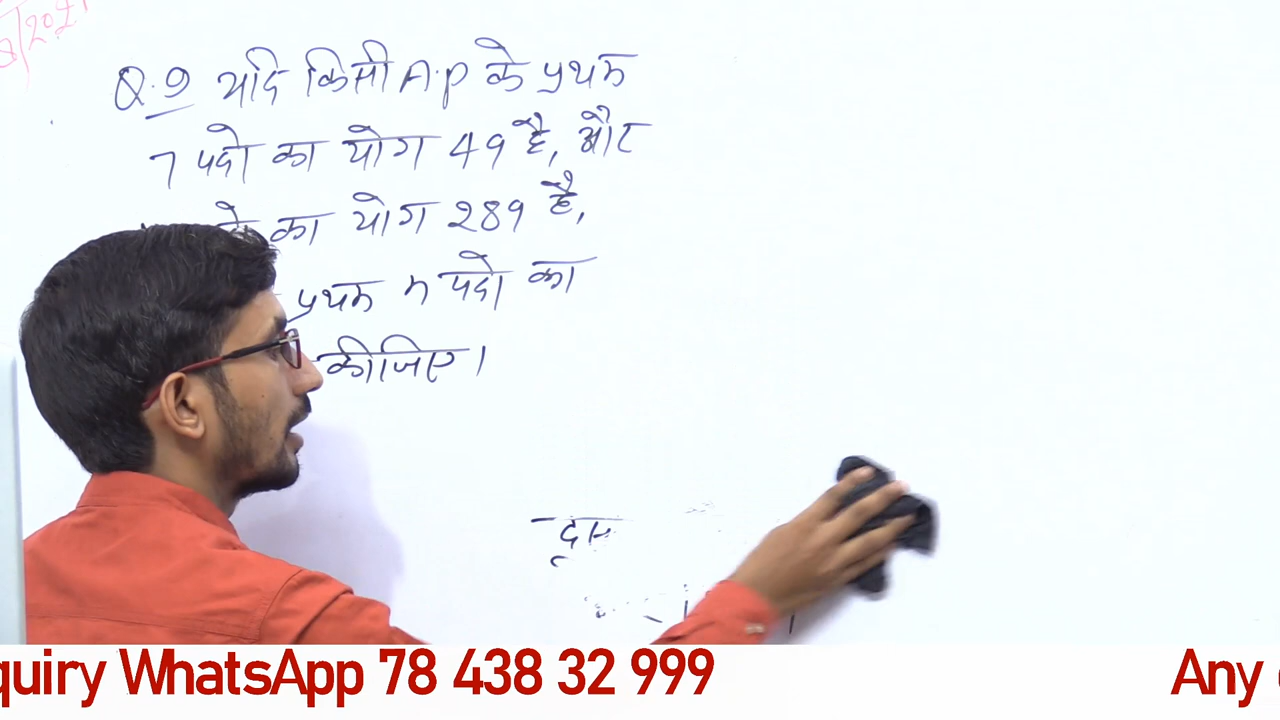 Q.9 यदि किसी A.P के प्रथम
7 पदो का योग 49 है, और
का योग 289 है,
प्रथम n पदो का
कीजिए।
quiry WhatsApp 78 438 32 999 Any